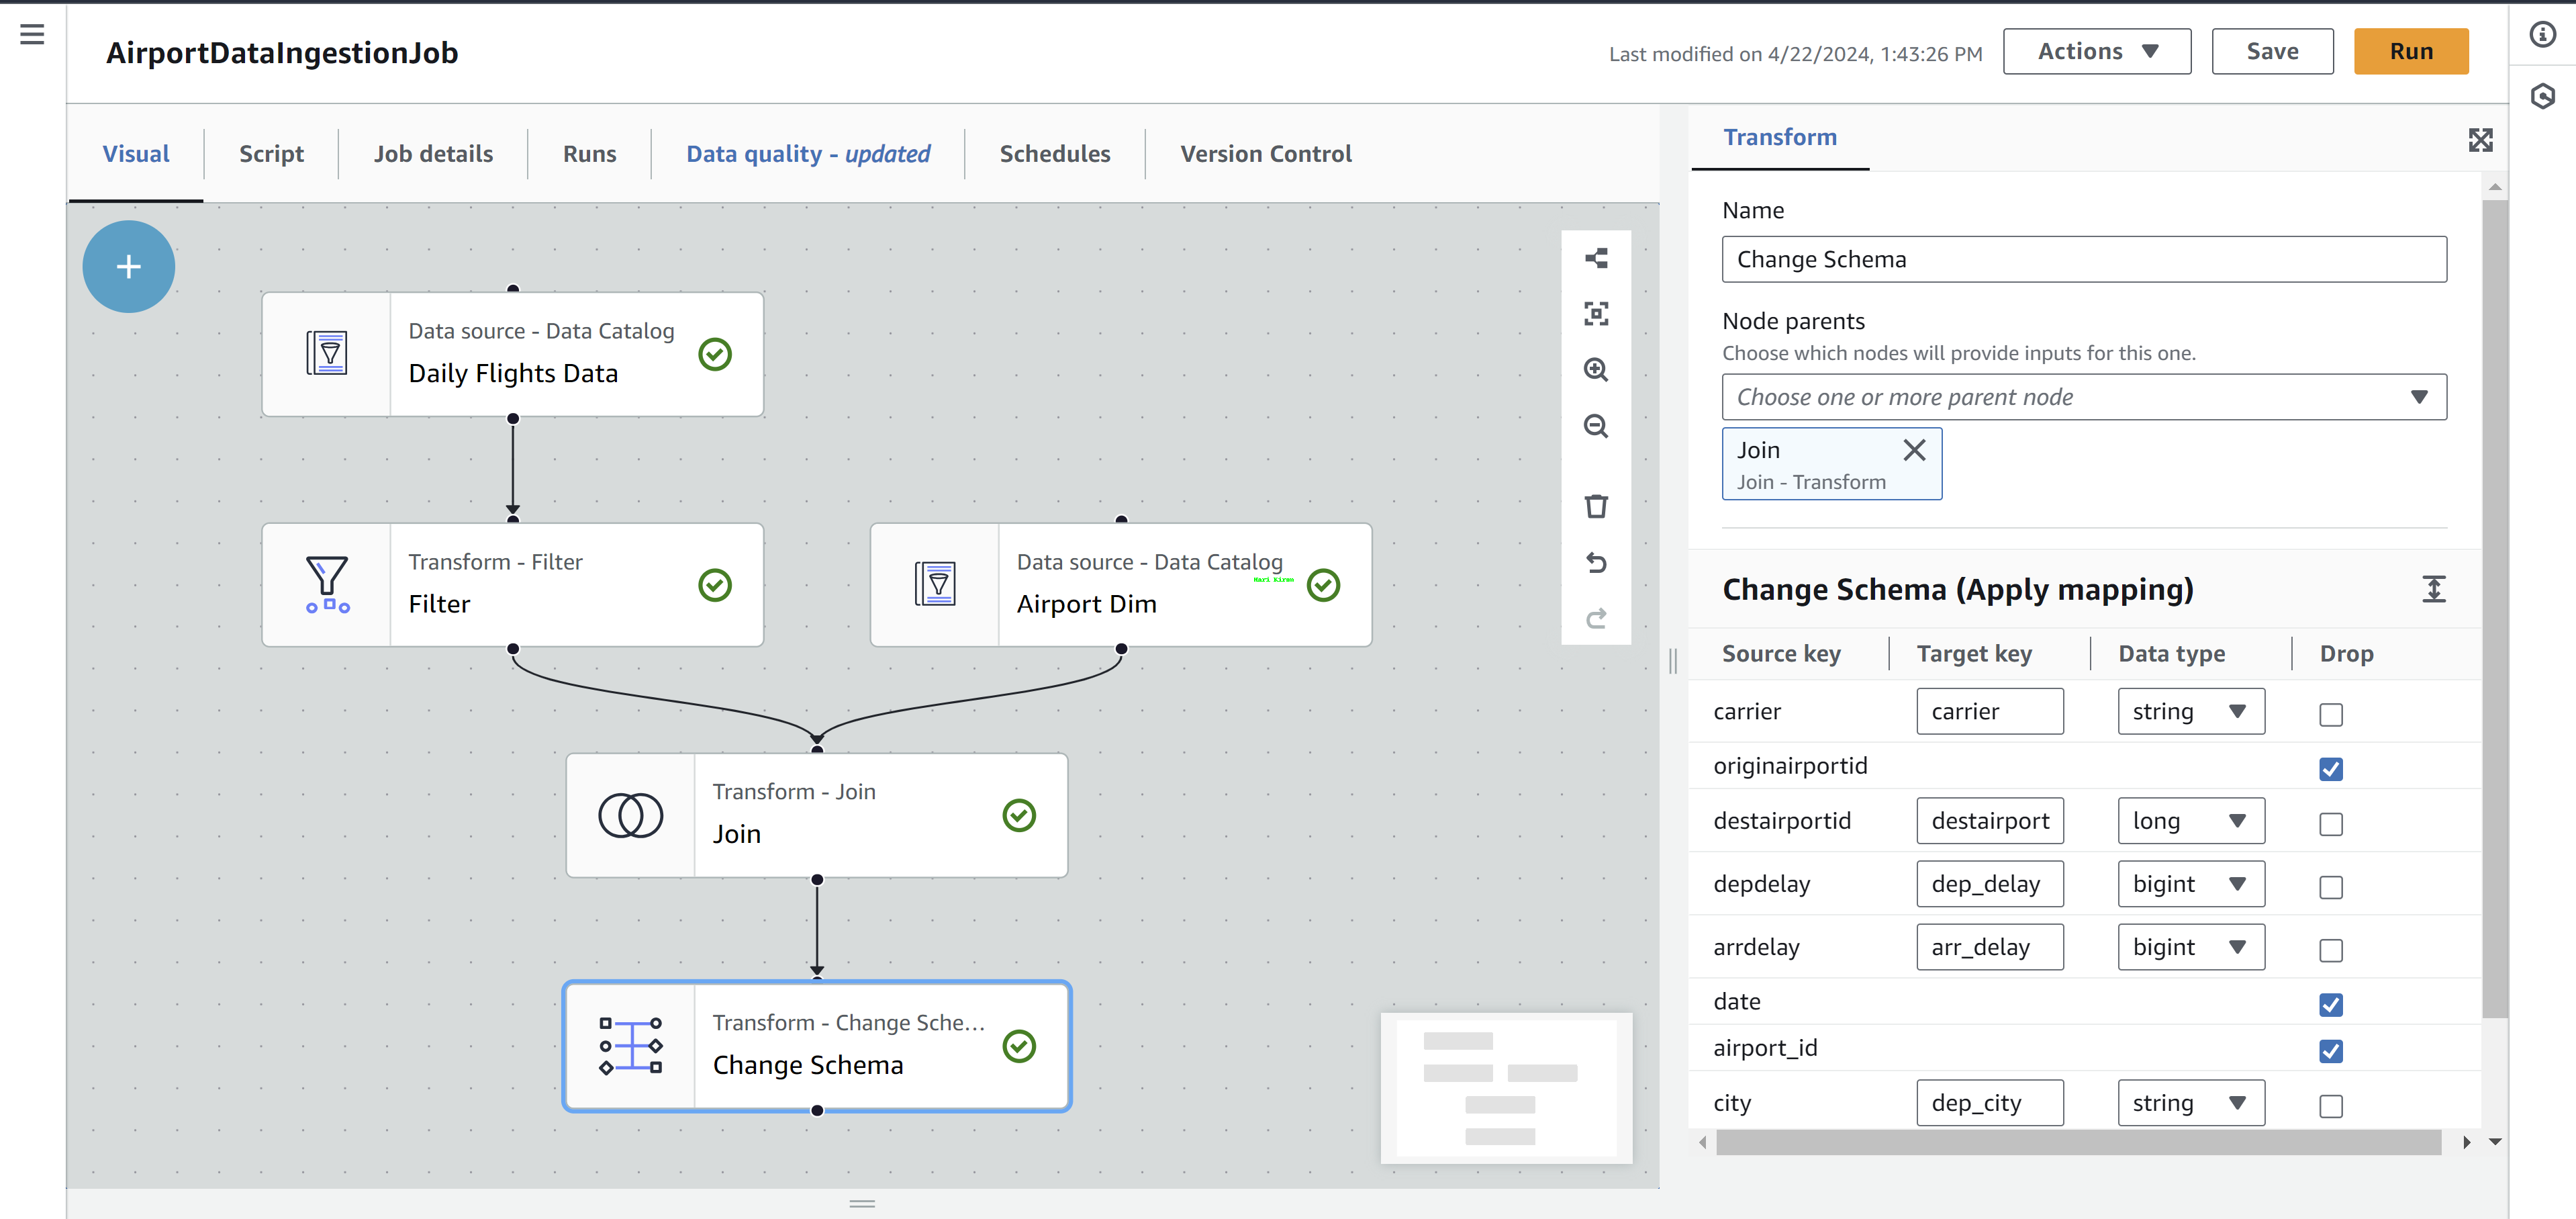 AirportDataIngestionJob
Last modified on 4/22/2024, 1:43:26 PM
Actions
Save
Run
Visual
Script
Job details
Runs
Data quality - updated
Schedules
Version Control
Data source - Data Catalog
Daily Flights Data
Transform - Filter
Filter
Data source - Data Catalog
Hari Kiran
Airport Dim
Transform - Join
Join
Transform - Change Sche...
Change Schema
Transform
Name
Change Schema
Node parents
Choose which nodes will provide inputs for this one.
Choose one or more parent node
Join
Join - Transform
Change Schema (Apply mapping)
Source key Target key Data type Drop
carrier carrier string
originairportid
destairportid destairport long
depdelay dep_delay bigint
arrdelay arr_delay bigint
date
airport_id
city dep_city string